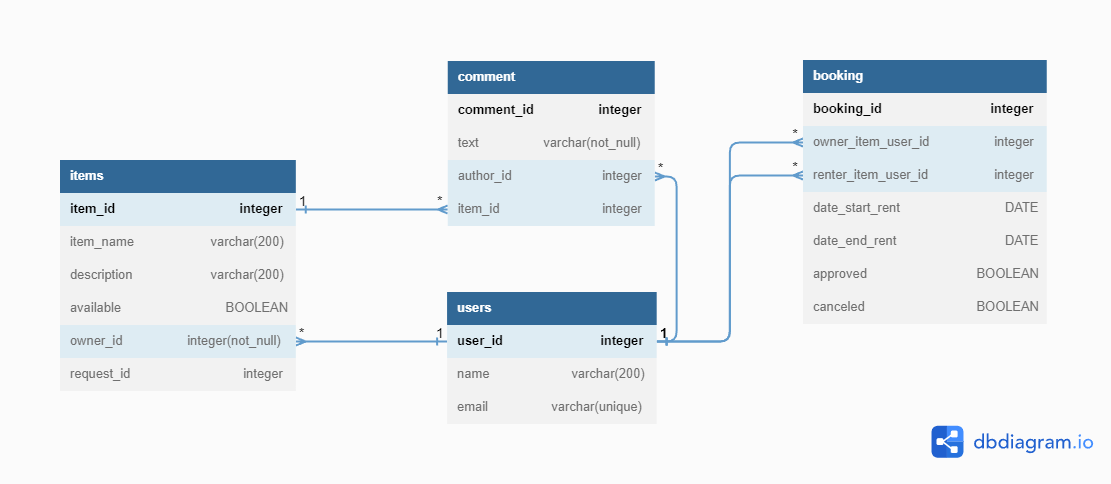 items
item_id integer
item_name varchar(200)
description varchar(200)
available BOOLEAN
owner_id integer(not_null)
request_id integer
1
*
*
1
comment
comment_id integer
text varchar(not_null)
author_id integer
item_id integer
*
users
user_id integer
name varchar(200)
email varchar(unique)
1
*
*
booking
booking_id integer
owner_item_user_id integer
renter_item_user_id integer
date_start_rent DATE
date_end_rent DATE
approved BOOLEAN
canceled BOOLEAN
dbdiagram.io